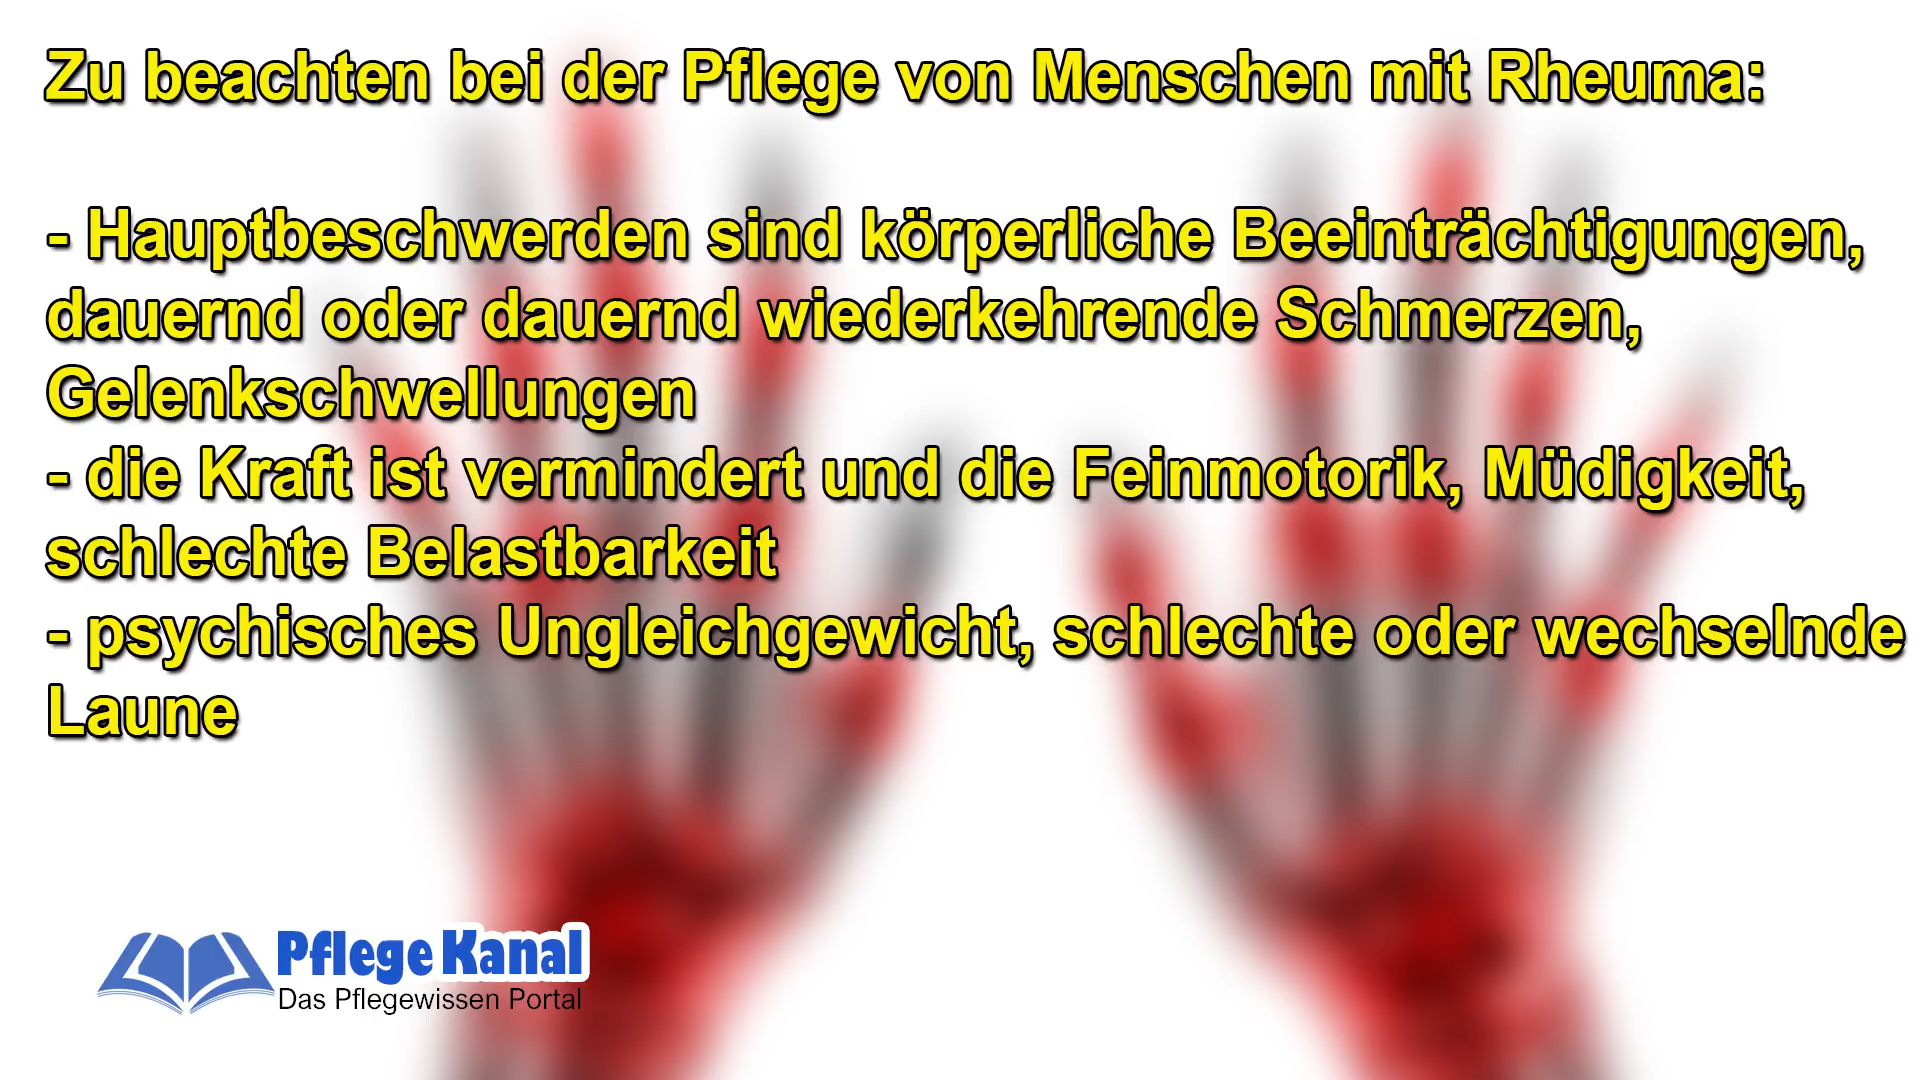 Zu beachten bei der Pflege von Menschen mit Rheuma:
- Hauptbeschwerden sind körperliche Beeinträchtigungen,
dauernd oder dauernd wiederkehrende Schmerzen,
Gelenkschwellungen
- die Kraft ist vermindert und die Feinmotorik, Müdigkeit,
schlechte Belastbarkeit
- psychisches Ungleichgewicht, schlechte oder wechselnde
Laune
Pflege Kanal
Das Pflegewissen Portal